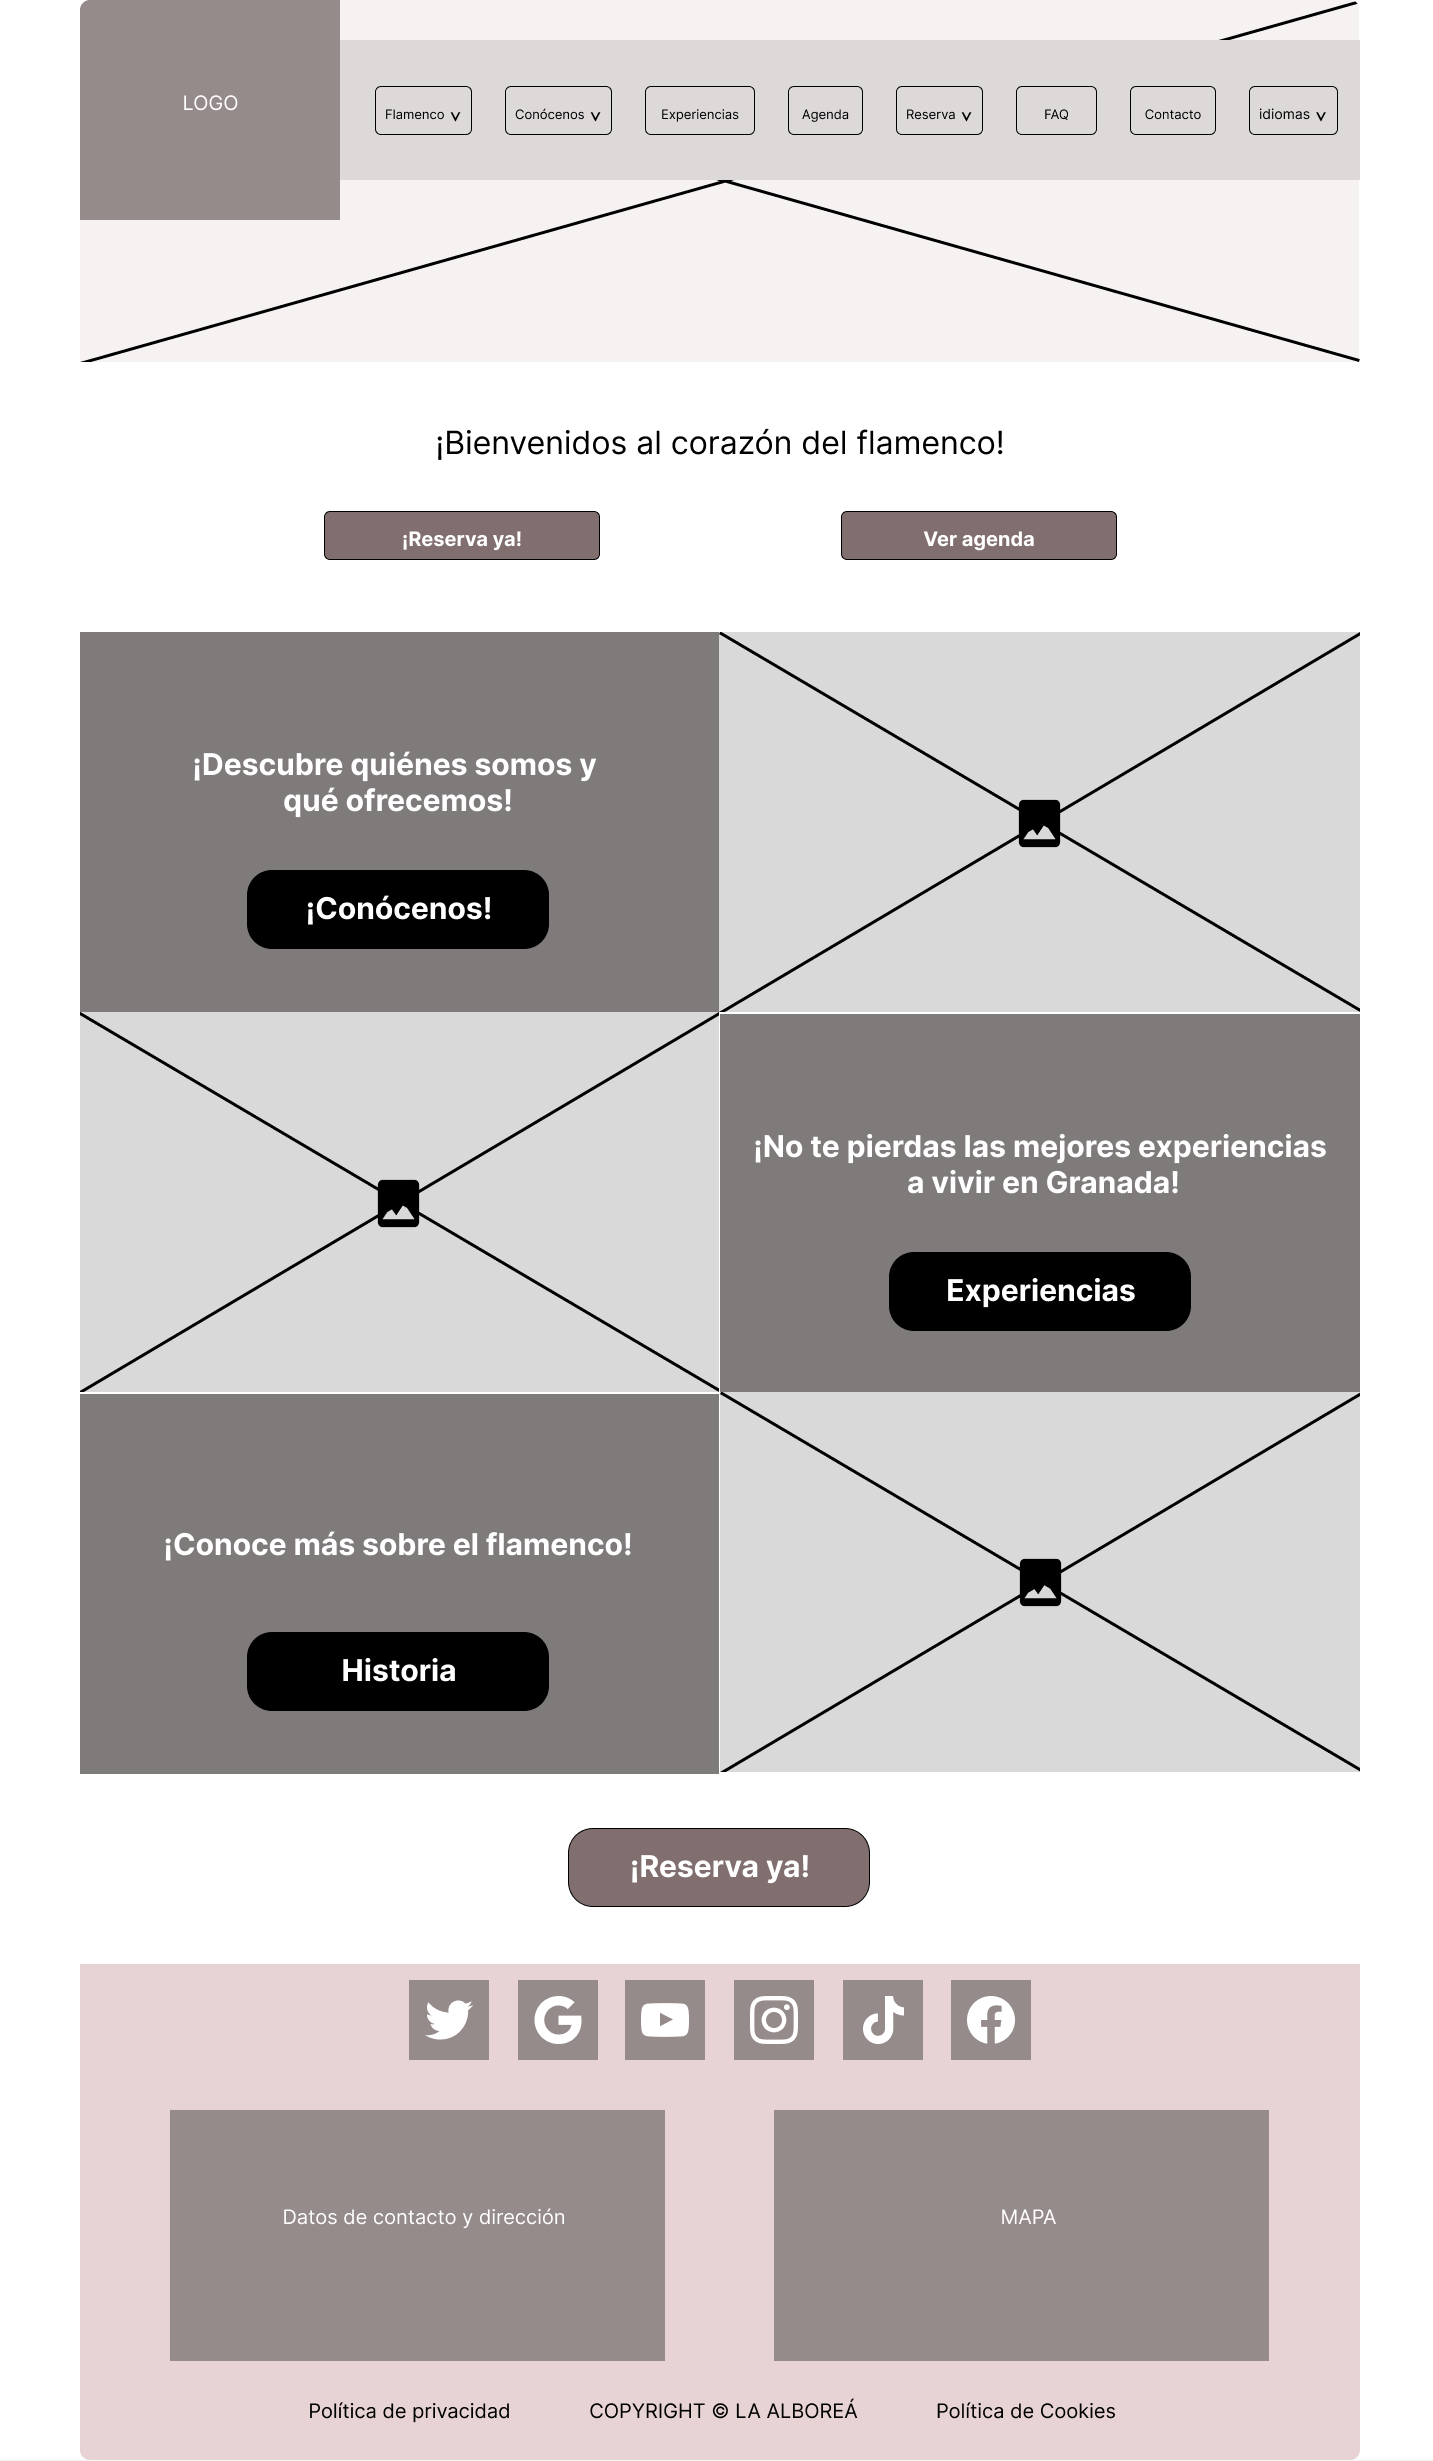 LOGO
Flamenco
Conócenos
Experiencias
Agenda
Reserva
FAQ
Contacto
idiomas
¡Bienvenidos al corazón del flamenco!
¡Reserva ya!
Ver agenda
¡Descubre quiénes somos y
qué ofrecemos!
¡Conócenos!
¡No te pierdas las mejores experiencias
a vivir en Granada!
Experiencias
¡Conoce más sobre el flamenco!
Historia
¡Reserva ya!
Datos de contacto y dirección
MAPA
Política de privacidad
COPYRIGHT © LA ALBOREÁ
Política de Cookies